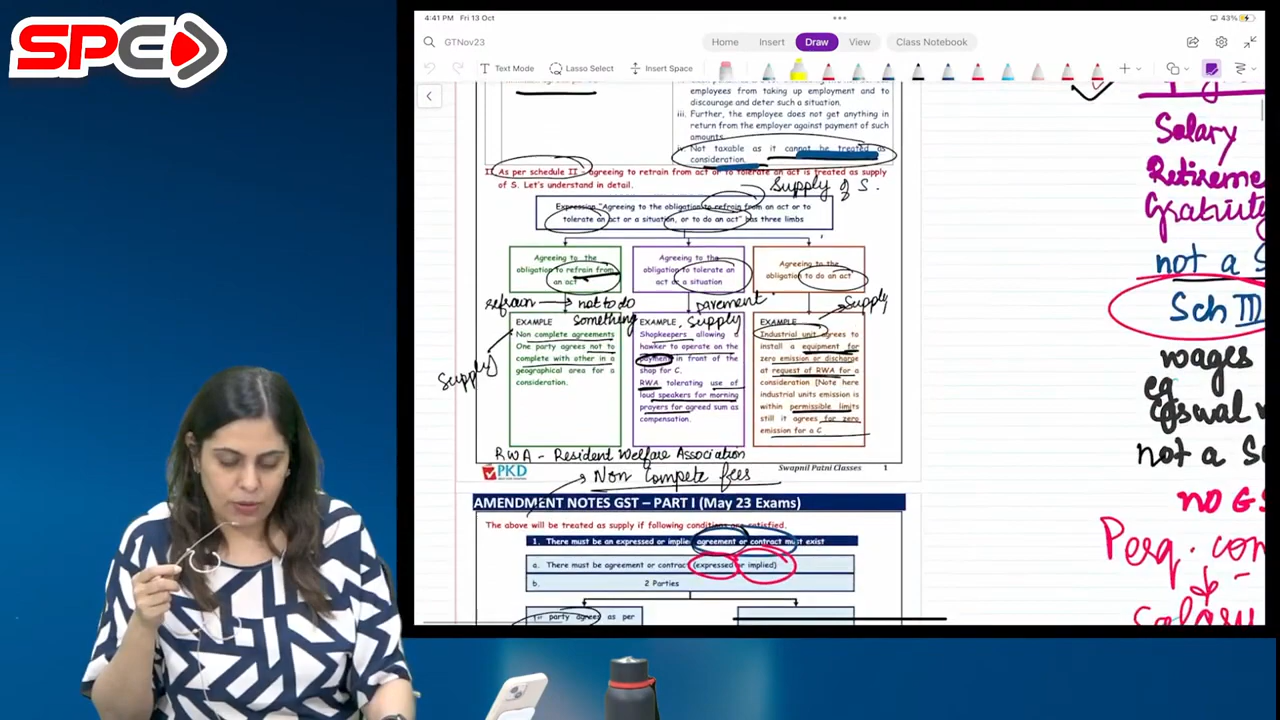 SPC
4:41 PM Fri 13 Oct
43%
GTNov23
Home Insert Draw View Class Notebook
Text Mode Lasso Select Insert Space
employees from taking up employment and to
discourage and deter such a situation.
iii. Further, the employee does not get anything in
return from the employer against payment of such
amounts.
iv. Not taxable as it cannot be treated as
consideration.
II As per schedule II - agreeing to retrain from act or to tolerate an act is treated as supply
of S. Let's understand in detail.
Supply of S.
Expression "Agreeing to the obligation to refrain from an act or to
tolerate an act or a situation, or to do an act" has three limbs
Agreeing to the
obligation to refrain from
an act
Agreeing to the
obligation to tolerate an
act or a situation
Agreeing to the
obligation to do an act
refrain → not to do
something
pavement
Supply
Supply
Supply
EXAMPLE
Non complete agreements
One party agrees not to
complete with other in a
geographical area for a
consideration.
EXAMPLE
Shopkeepers allowing a
hawker to operate on the
payment in front of the
shop for C.
RWA tolerating use of
loud speakers for morning
prayers for agreed sum as
compensation.
EXAMPLE
Industrial unit agrees to
install a equipment for
zero emission or discharge
at request of RWA for a
consideration [Note here
industrial units emission is
within permissible limits
still it agrees for zero
emission for a C
RWA - Resident Welfare Association
PKD
Swapnil Patni Classes 1
Non Compete fees
AMENDMENT NOTES GST – PART I (May 23 Exams)
The above will be treated as supply if following conditions are satisfied.
1. There must be an expressed or implied agreement or contract must exist
a. There must be agreement or contract (expressed or implied)
b. 2 Parties
party agrees as per
Salary
Retireme
Gratuity
not a S
Sch III
wages
eg
Casual w
not a Se
no GS
Perq. con
Salary